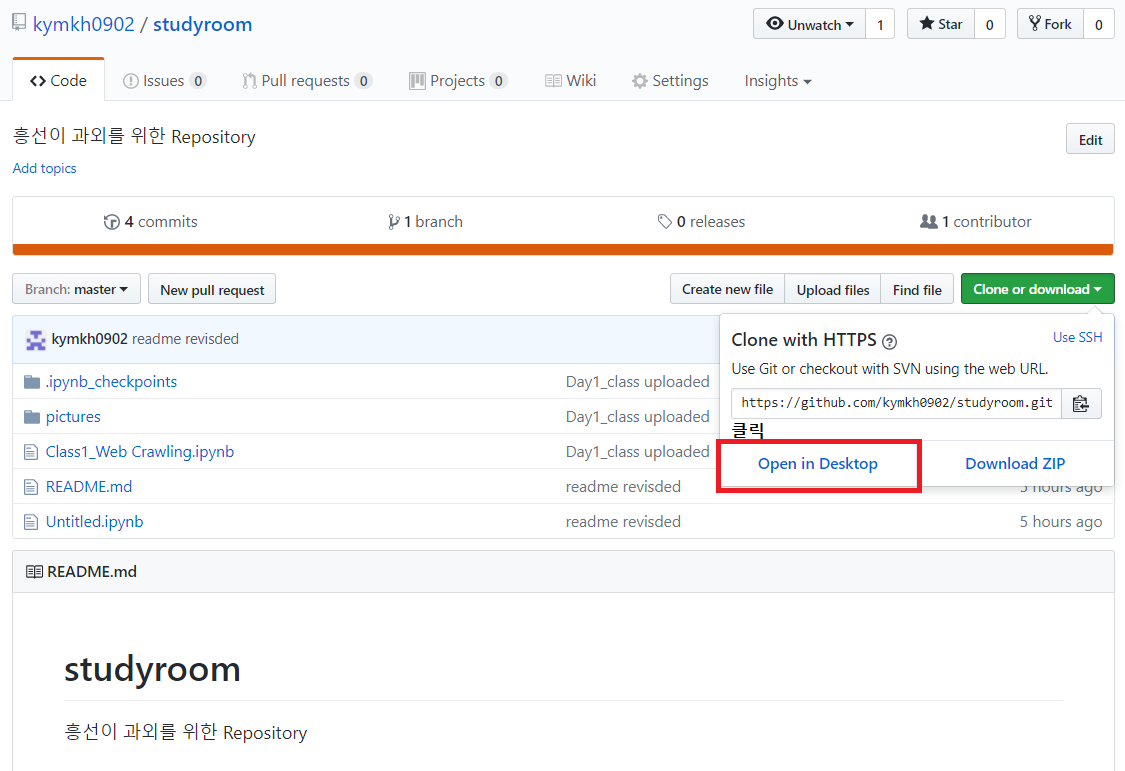 kymkh0902 / studyroom
Unwatch 1 Star 0 Fork 0
Code Issues 0 Pull requests 0 Projects 0 Wiki Settings Insights
흥선이 과외를 위한 Repository
Edit
Add topics
4 commits 1 branch 0 releases 1 contributor
Branch: master New pull request Create new file Upload files Find file Clone or download
kymkh0902 readme revisded
Clone with HTTPS ? Use SSH
Use Git or checkout with SVN using the web URL.
https://github.com/kymkh0902/studyroom.git
클릭
Open in Desktop Download ZIP
.ipynb_checkpoints Day1_class uploaded
pictures Day1_class uploaded
Class1_Web Crawling.ipynb Day1_class uploaded
README.md readme revisded 5 hours ago
Untitled.ipynb readme revisded 5 hours ago
README.md
studyroom
흥선이 과외를 위한 Repository